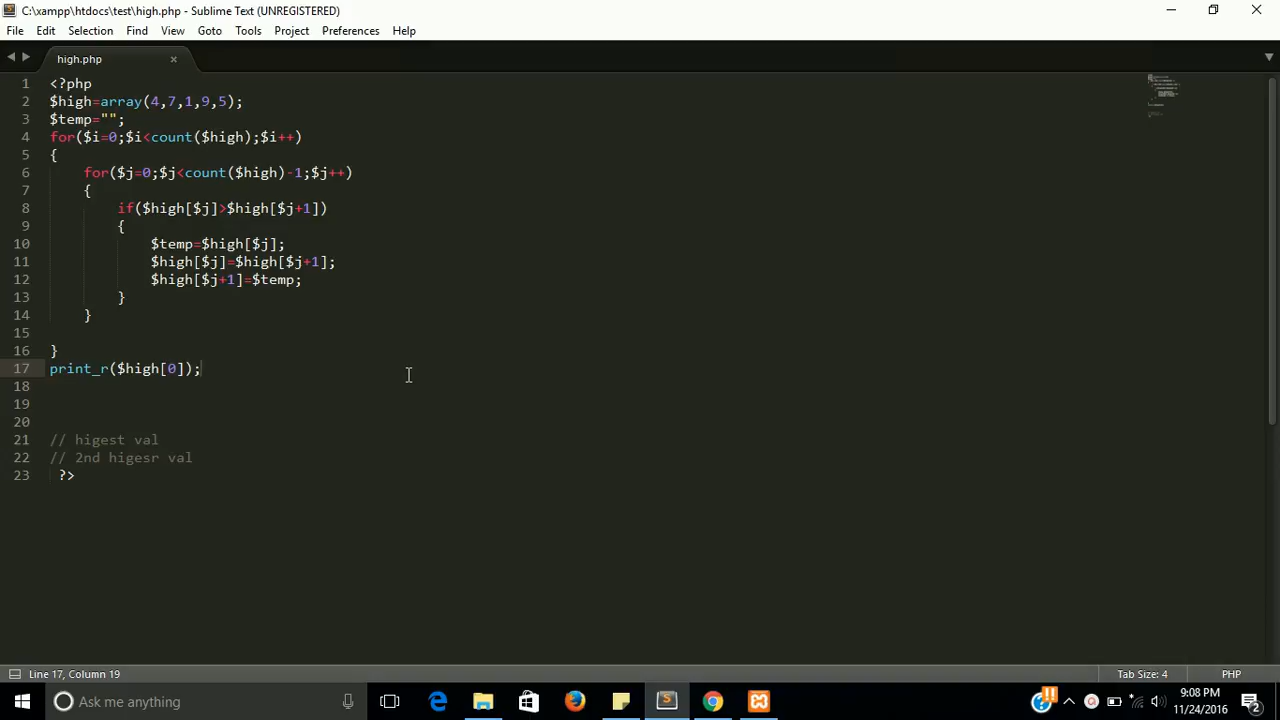 C:\xampp\htdocs\test\high.php - Sublime Text (UNREGISTERED)
File Edit Selection Find View Goto Tools Project Preferences Help
high.php
1 <?php
2 $high=array(4,7,1,9,5);
3 $temp="";
4 for($i=0;$i<count($high);$i++)
5 {
6 for($j=0;$j<count($high)-1;$j++)
7 {
8 if($high[$j]>$high[$j+1])
9 {
10 $temp=$high[$j];
11 $high[$j]=$high[$j+1];
12 $high[$j+1]=$temp;
13 }
14 }
15
16 }
17 print_r($high[0]);
18
19
20
21 // higest val
22 // 2nd higesr val
23 ?>
Line 17, Column 19 Tab Size: 4 PHP
Ask me anything
9:08 PM
11/24/2016
2